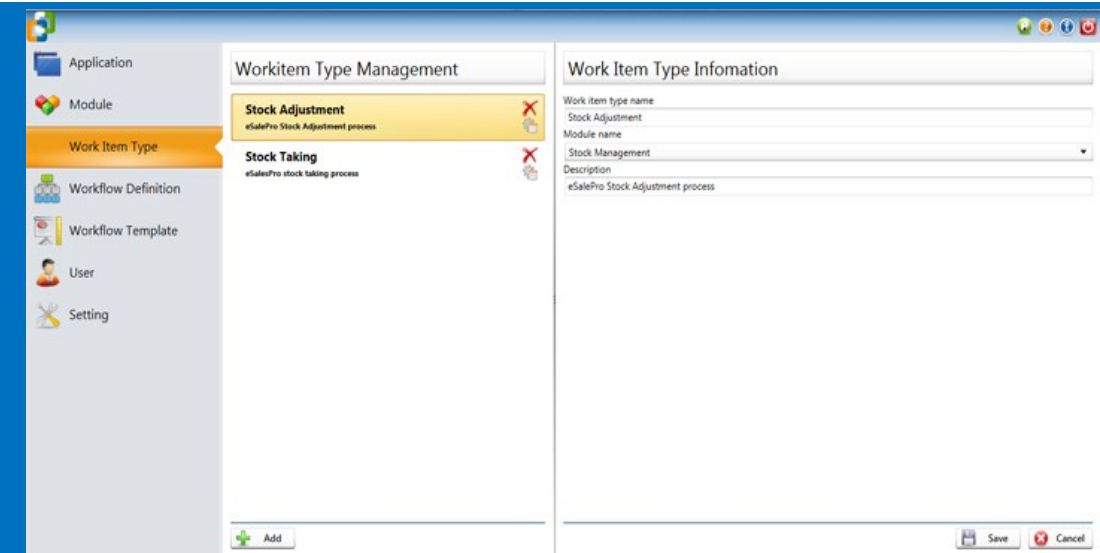 Application
Module
Work Item Type
Workflow Definition
Workflow Template
User
Setting
Workitem Type Management
Stock Adjustment
eSalePro Stock Adjustment process
Stock Taking
eSalesPro stock taking process
Add
Work Item Type Infomation
Work item type name
Stock Adjustment
Module name
Stock Management
Description
eSalePro Stock Adjustment process
Save Cancel